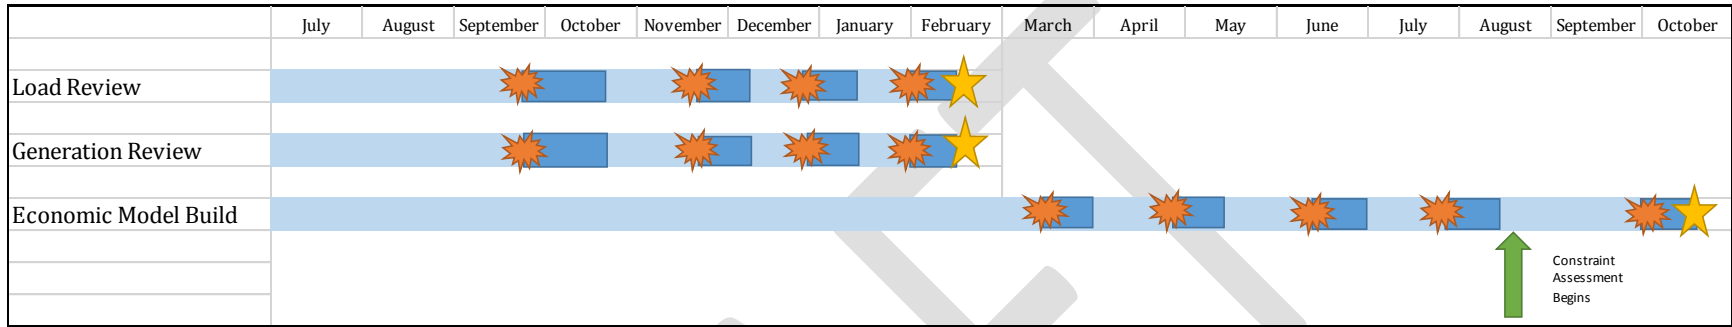 July August September October November December January February March April May June July August September October
Load Review
Generation Review
Economic Model Build
Constraint
Assessment
Begins